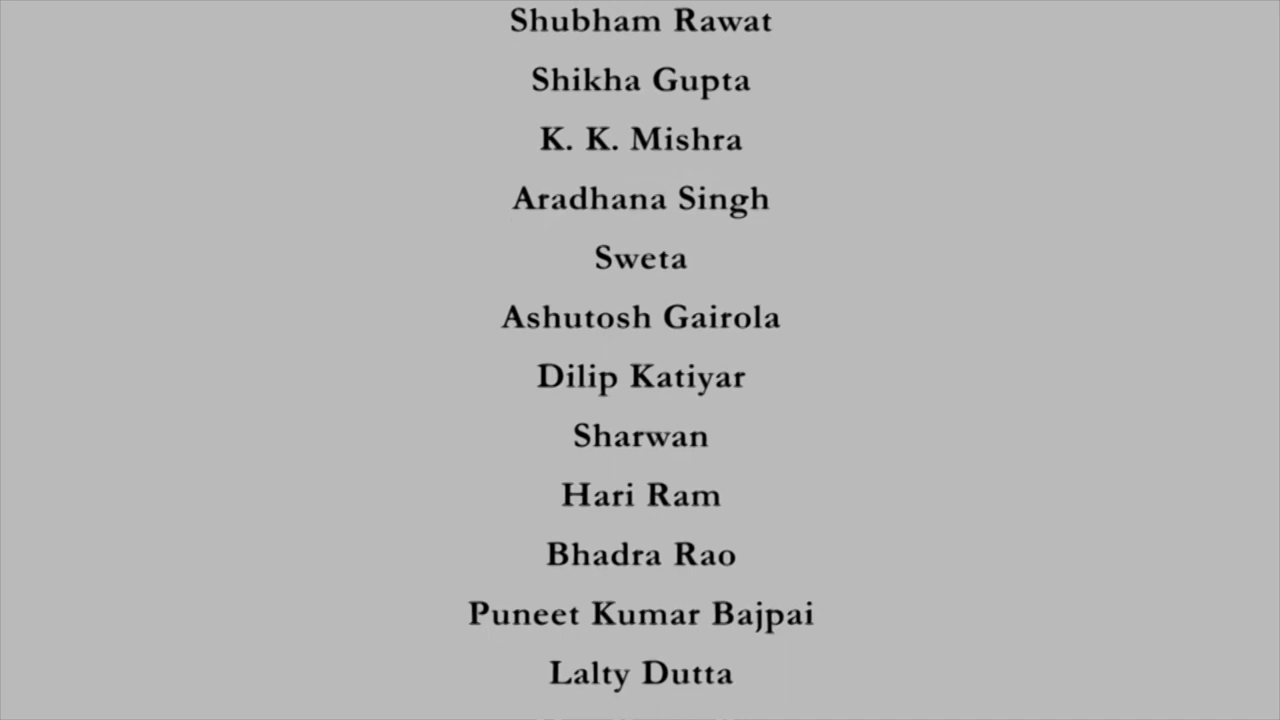 Shubham Rawat
Shikha Gupta
K. K. Mishra
Aradhana Singh
Sweta
Ashutosh Gairola
Dilip Katiyar
Sharwan
Hari Ram
Bhadra Rao
Puneet Kumar Bajpai
Lalty Dutta